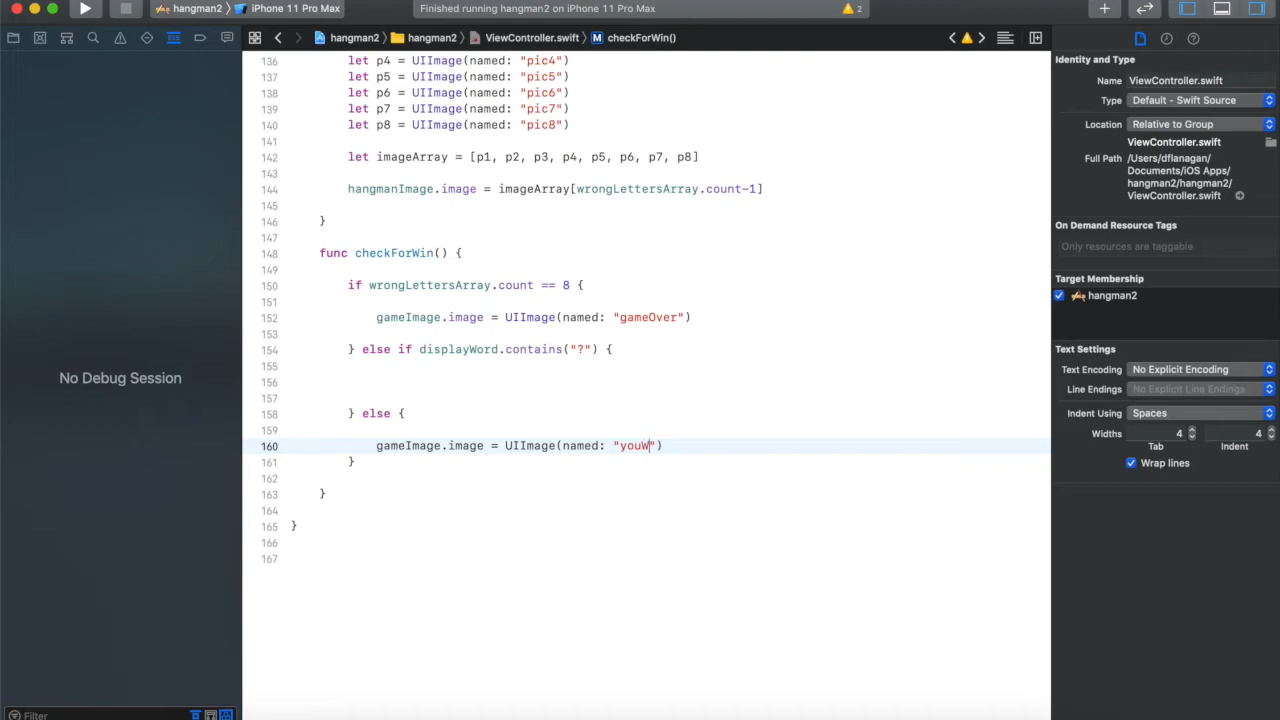 hangman2 〉 iPhone 11 Pro Max
Finished running hangman2 on iPhone 11 Pro Max
2
hangman2 〉 hangman2 〉 ViewController.swift 〉 M checkForWin()
136 let p4 = UIImage(named: "pic4")
137 let p5 = UIImage(named: "pic5")
138 let p6 = UIImage(named: "pic6")
139 let p7 = UIImage(named: "pic7")
140 let p8 = UIImage(named: "pic8")
141
142 let imageArray = [p1, p2, p3, p4, p5, p6, p7, p8]
143
144 hangmanImage.image = imageArray[wrongLettersArray.count-1]
145
146 }
147
148 func checkForWin() {
149
150 if wrongLettersArray.count == 8 {
151
152 gameImage.image = UIImage(named: "gameOver")
153
154 } else if displayWord.contains("?") {
155
156
157
158 } else {
159
160 gameImage.image = UIImage(named: "youW")
161 }
162
163 }
164
165 }
166
167
No Debug Session
Filter
Identity and Type
Name ViewController.swift
Type Default - Swift Source
Location Relative to Group
ViewController.swift
Full Path /Users/dflanagan/
Documents/iOS Apps/
hangman2/hangman2/
ViewController.swift
On Demand Resource Tags
Only resources are taggable
Target Membership
hangman2
Text Settings
Text Encoding No Explicit Encoding
Line Endings No Explicit Line Endings
Indent Using Spaces
Widths 4 4
Tab Indent
Wrap lines